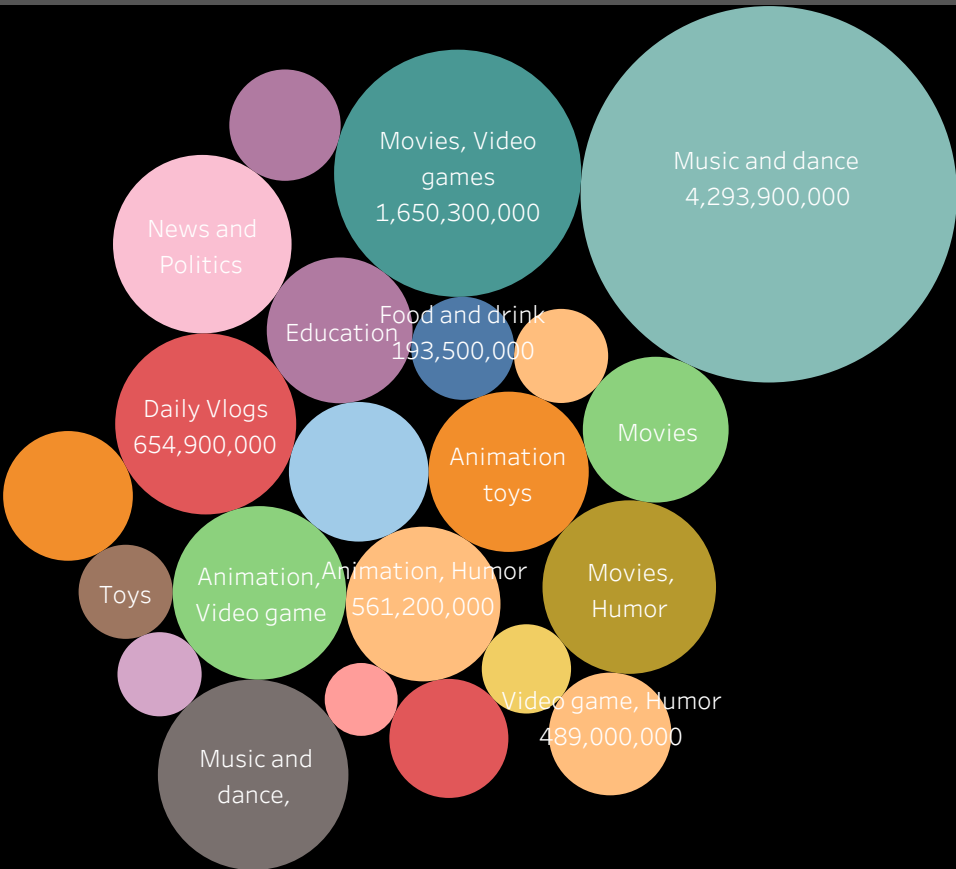 Movies, Video
games
1,650,300,000
Music and dance
4,293,900,000
News and
Politics
Education
Food and drink
193,500,000
Daily Vlogs
654,900,000
Movies
Animation
toys
Animation,
Video game
Animation, Humor
561,200,000
Movies,
Humor
Toys
Video game, Humor
489,000,000
Music and
dance,